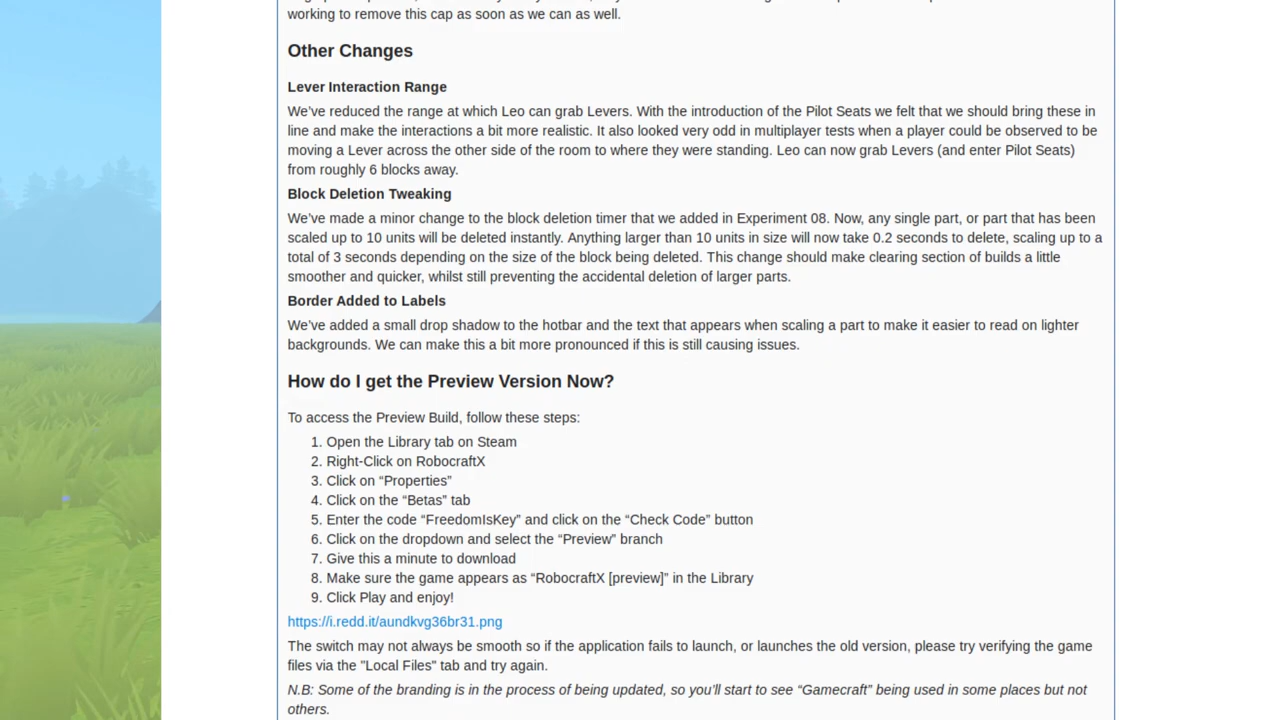 working to remove this cap as soon as we can as well.
Other Changes
Lever Interaction Range
We’ve reduced the range at which Leo can grab Levers. With the introduction of the Pilot Seats we felt that we should bring these in
line and make the interactions a bit more realistic. It also looked very odd in multiplayer tests when a player could be observed to be
moving a Lever across the other side of the room to where they were standing. Leo can now grab Levers (and enter Pilot Seats)
from roughly 6 blocks away.
Block Deletion Tweaking
We’ve made a minor change to the block deletion timer that we added in Experiment 08. Now, any single part, or part that has been
scaled up to 10 units will be deleted instantly. Anything larger than 10 units in size will now take 0.2 seconds to delete, scaling up to a
total of 3 seconds depending on the size of the block being deleted. This change should make clearing section of builds a little
smoother and quicker, whilst still preventing the accidental deletion of larger parts.
Border Added to Labels
We’ve added a small drop shadow to the hotbar and the text that appears when scaling a part to make it easier to read on lighter
backgrounds. We can make this a bit more pronounced if this is still causing issues.
How do I get the Preview Version Now?
To access the Preview Build, follow these steps:
1. Open the Library tab on Steam
2. Right-Click on RobocraftX
3. Click on “Properties”
4. Click on the “Betas” tab
5. Enter the code “FreedomIsKey” and click on the “Check Code” button
6. Click on the dropdown and select the “Preview” branch
7. Give this a minute to download
8. Make sure the game appears as “RobocraftX [preview]” in the Library
9. Click Play and enjoy!
https://i.redd.it/aundkvg36br31.png
The switch may not always be smooth so if the application fails to launch, or launches the old version, please try verifying the game
files via the "Local Files" tab and try again.
N.B: Some of the branding is in the process of being updated, so you’ll start to see “Gamecraft” being used in some places but not
others.